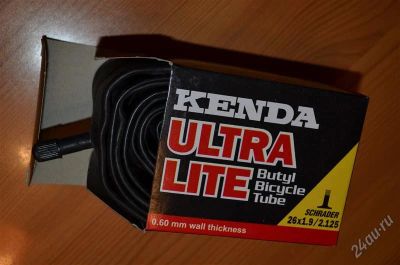 KENDA
ULTRA
LITE
Butyl
Bicycle
Tube
0.60 mm wall thickness
SCHRADER
26x1.9/2.125
24au.ru